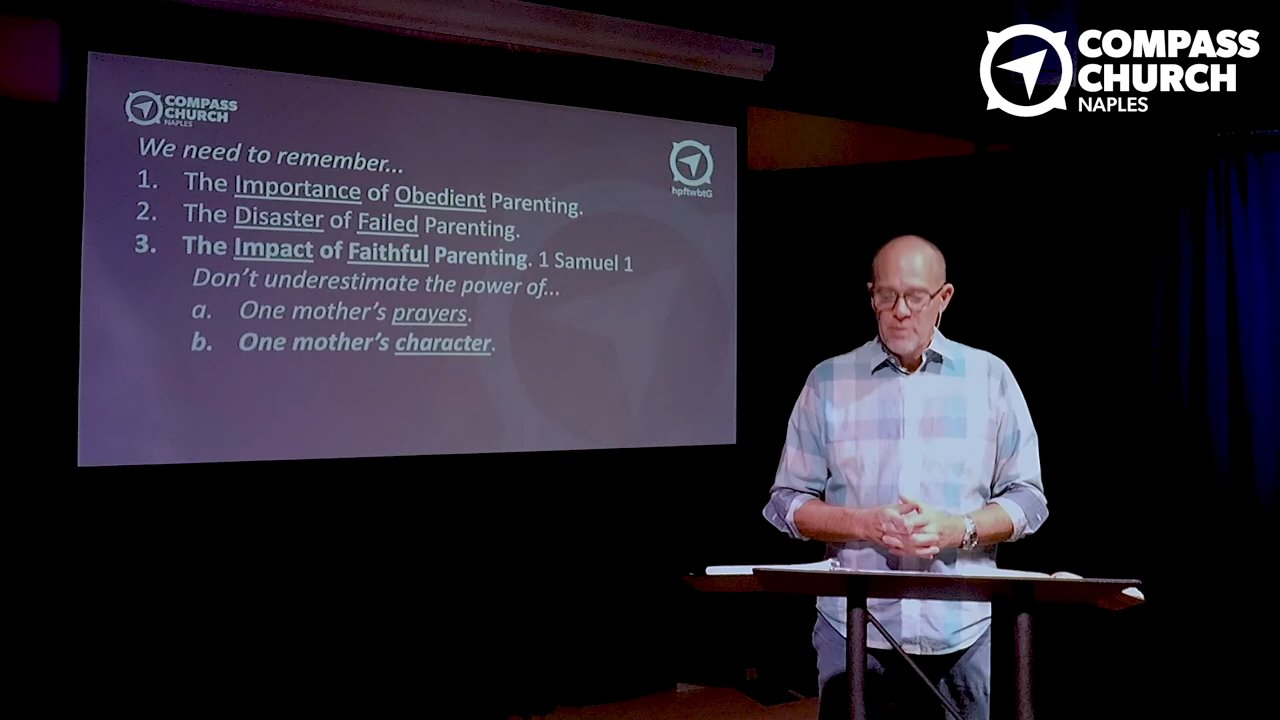 COMPASS
CHURCH
NAPLES
COMPASS
CHURCH
NAPLES
hpftwbtG
We need to remember...
1. The Importance of Obedient Parenting.
2. The Disaster of Failed Parenting.
3. The Impact of Faithful Parenting. 1 Samuel 1
Don't underestimate the power of...
a. One mother's prayers.
b. One mother's character.